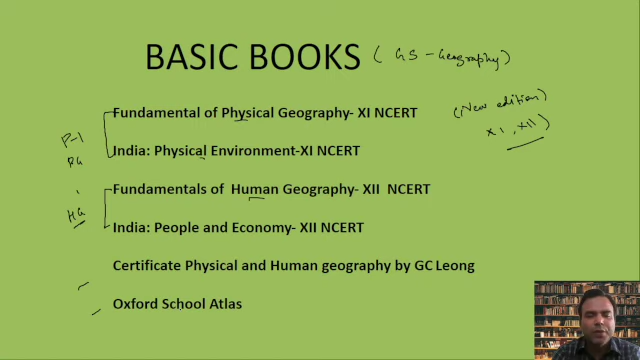 BASIC BOOKS (GS - Geography)
Fundamental of Physical Geography- XI NCERT
(New edition)
XI, XII)
P-1
India: Physical Environment-XI NCERT
PG
Fundamentals of Human Geography- XII NCERT
HG
India: People and Economy- XII NCERT
Certificate Physical and Human geography by GC Leong
Oxford School Atlas